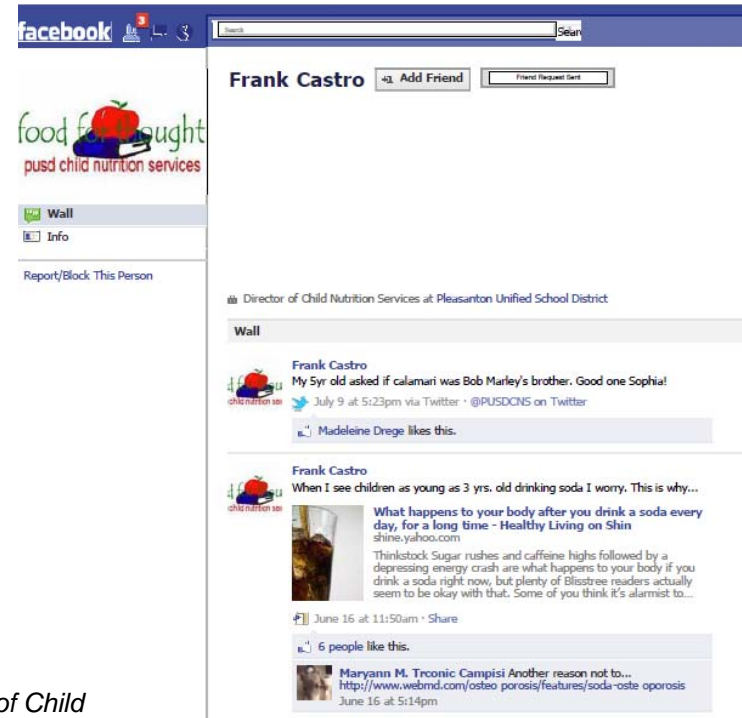 facebook
3
Search
Sear
Frank Castro
+1 Add Friend
Friend Request Sent
food for thought
pusd child nutrition services
Wall
Info
Report/Block This Person
Director of Child Nutrition Services at Pleasanton Unified School District
Wall
Frank Castro
My 5yr old asked if calamari was Bob Marley's brother. Good one Sophia!
July 9 at 5:23pm via Twitter · @PUSDCNS on Twitter
Madeleine Drege likes this.
Frank Castro
When I see children as young as 3 yrs. old drinking soda I worry. This is why...
What happens to your body after you drink a soda every
day, for a long time - Healthy Living on Shin
shine.yahoo.com
Thinkstock Sugar rushes and caffeine highs followed by a
depressing energy crash are what happens to your body if you
drink a soda right now, but plenty of Blisstree readers actually
seem to be okay with that. Some of you think it's alarmist to...
June 16 at 11:50am · Share
6 people like this.
Maryann M. Trconic Campisi Another reason not to...
http://www.webmd.com/osteo porosis/features/soda-oste oporosis
June 16 at 5:14pm
of Child